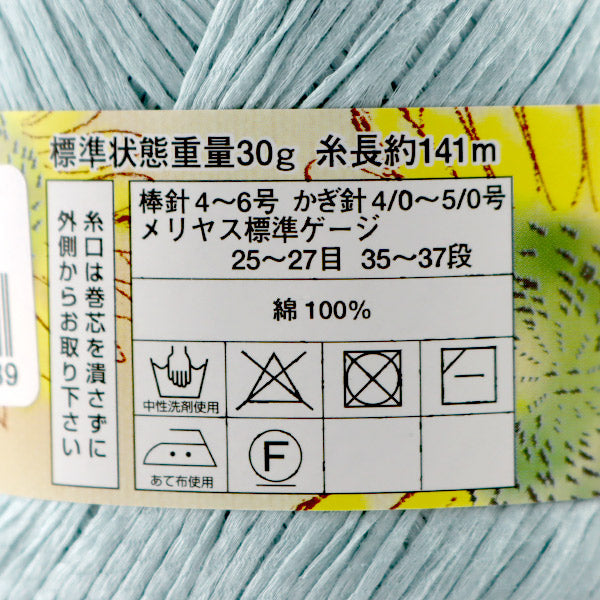 標準状態重量30g 糸長約141m
棒針4〜6号 かぎ針4/0〜5/0号
メリヤス標準ゲージ
25〜27目 35〜37段
綿100%
中性洗剤使用
あて布使用
F
糸口は巻芯を潰さずに
外側からお取り下さい
39